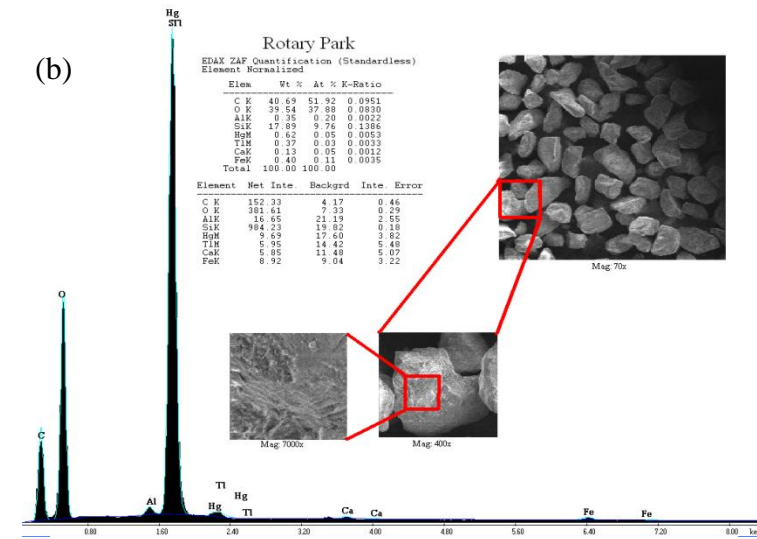 (b)
Rotary Park
EDAX ZAF Quantification (Standardless)
Element Normalized
Elem Wt % At % K-Ratio
C K 40.69 51.92 0.0951
O K 39.54 37.88 0.0830
AlK 0.35 0.20 0.0022
SiK 17.89 9.76 0.1386
HgM 0.62 0.05 0.0053
TlM 0.37 0.03 0.0033
CaK 0.13 0.05 0.0012
FeK 0.40 0.11 0.0035
Total 100.00 100.00
Element Net Inte. Backgrd Inte. Error
C K 152.33 4.17 0.46
O K 381.61 7.33 0.29
AlK 16.65 21.19 2.55
SiK 984.23 19.82 0.18
HgM 9.69 17.60 3.82
TlM 5.95 14.42 5.48
CaK 5.85 11.48 5.07
FeK 8.92 9.04 3.22
Mag: 70x
Mag: 7000x
Mag: 400x
Hg
O
C
Al
Tl
Hg
Hg
Tl
Ca
Ca
Fe
Fe
0.80 1.60 2.40 3.20 4.00 4.80 5.60 6.40 7.20 8.00